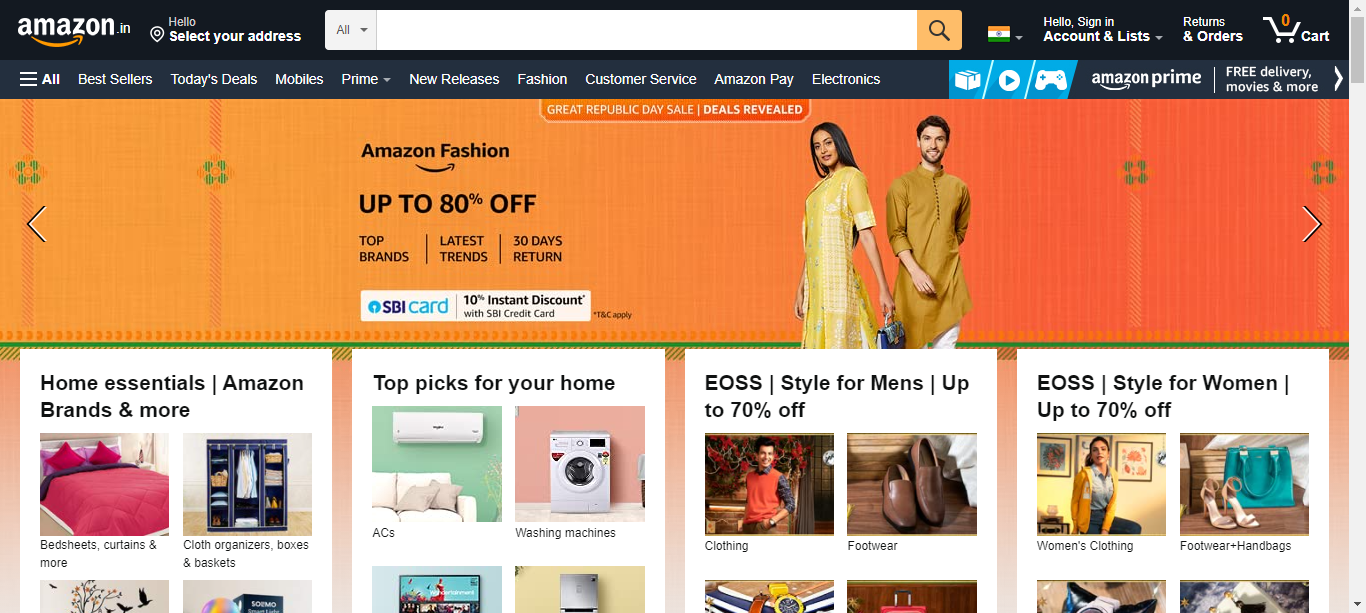 amazon.in
Hello
Select your address
All
Hello, Sign in
Account & Lists
Returns
& Orders
0
Cart
All
Best Sellers
Today's Deals
Mobiles
Prime
New Releases
Fashion
Customer Service
Amazon Pay
Electronics
amazon prime
FREE delivery,
movies & more
GREAT REPUBLIC DAY SALE | DEALS REVEALED
Amazon Fashion
UP TO 80% OFF
TOP
BRANDS
LATEST
TRENDS
30 DAYS
RETURN
SBI card
10% Instant Discount*
with SBI Credit Card
*T&C apply
Home essentials | Amazon
Brands & more
Bedsheets, curtains &
more
Cloth organizers, boxes
& baskets
SOEMO
Top picks for your home
ACs
Washing machines
EOSS | Style for Mens | Up
to 70% off
Clothing
Footwear
EOSS | Style for Women |
Up to 70% off
Women's Clothing
Footwear+Handbags